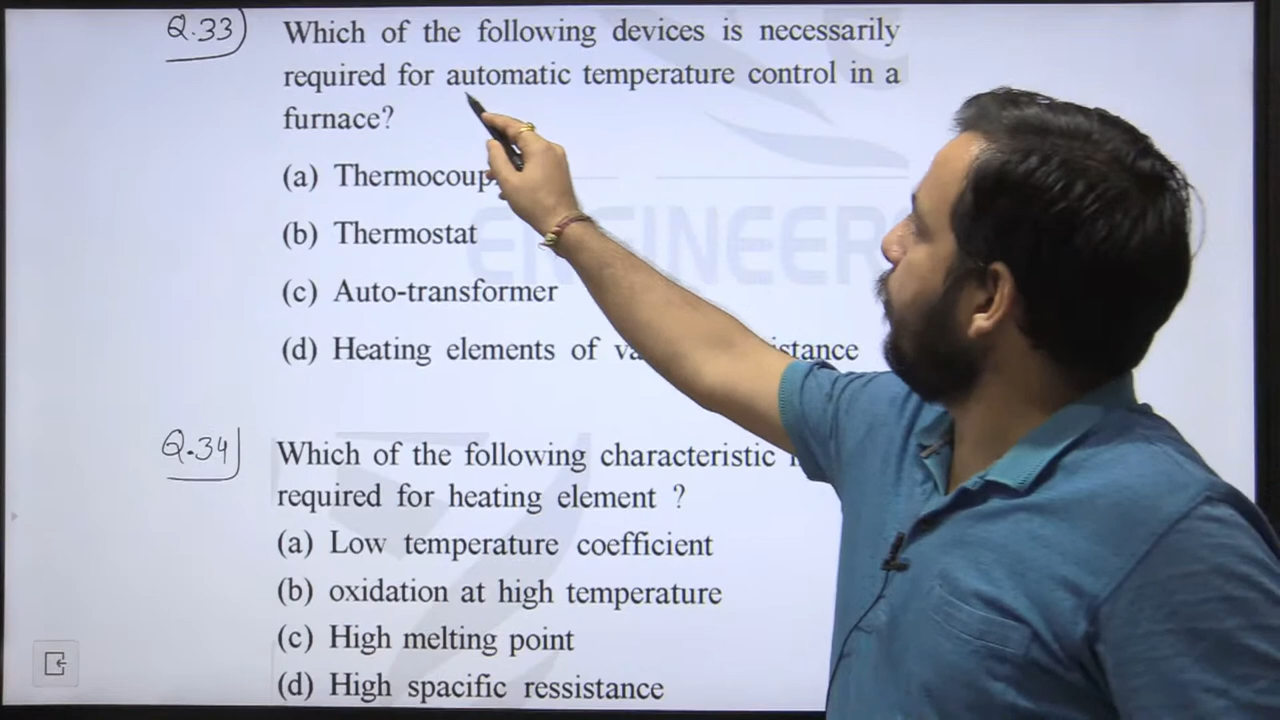 Q.33
Which of the following devices is necessarily
required for automatic temperature control in a
furnace?
(a) Thermocoup
(b) Thermostat
(c) Auto-transformer
(d) Heating elements of va istance
Q.34
Which of the following characteristic
required for heating element ?
(a) Low temperature coefficient
(b) oxidation at high temperature
(c) High melting point
(d) High spacific ressistance
ENGINEERS